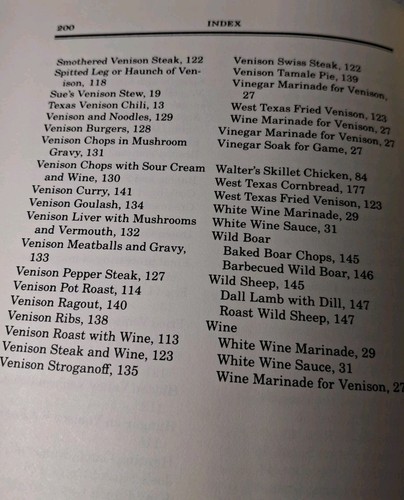 200
INDEX
Smothered Venison Steak, 122
Spitted Leg or Haunch of Ven-
ison, 118
Sue's Venison Stew, 19
Texas Venison Chili, 13
Venison and Noodles, 129
Venison Burgers, 128
Venison Chops in Mushroom
Gravy, 131
Venison Chops with Sour Cream
and Wine, 130
Venison Curry, 141
Venison Goulash, 134
Venison Liver with Mushrooms
and Vermouth, 132
Venison Meatballs and Gravy,
133
Venison Pepper Steak, 127
Venison Pot Roast, 114
Venison Ragout, 140
Venison Ribs, 138
Venison Roast with Wine, 113
Venison Steak and Wine, 123
Venison Stroganoff, 135
Venison Swiss Steak, 122
Venison Tamale Pie, 139
Vinegar Marinade for Venison,
27
West Texas Fried Venison, 123
Wine Marinade for Venison, 27
Vinegar Marinade for Venison, 27
Vinegar Soak for Game, 27
Walter's Skillet Chicken, 84
West Texas Cornbread, 177
West Texas Fried Venison, 123
White Wine Marinade, 29
White Wine Sauce, 31
Wild Boar
Baked Boar Chops, 145
Barbecued Wild Boar, 146
Wild Sheep, 145
Dall Lamb with Dill, 147
Roast Wild Sheep, 147
Wine
White Wine Marinade, 29
White Wine Sauce, 31
Wine Marinade for Venison, 27